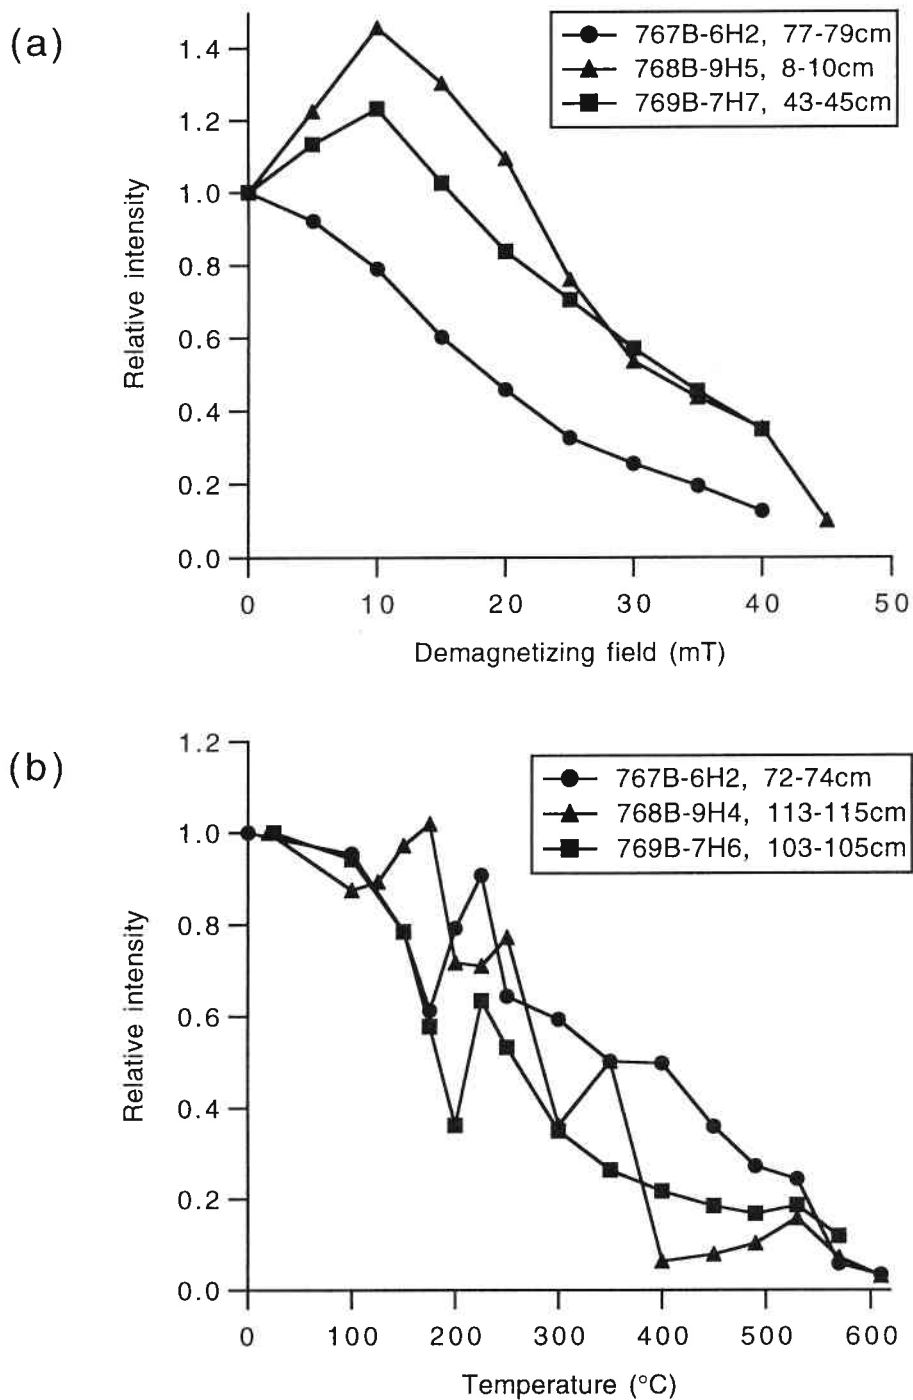 (a)
1.4
1.2
1.0
0.8
0.6
0.4
0.2
0.0
Relative intensity
767B-6H2, 77-79cm
768B-9H5, 8-10cm
769B-7H7, 43-45cm
0 10 20 30 40 50
Demagnetizing field (mT)
(b)
1.2
1.0
0.8
0.6
0.4
0.2
0.0
Relative intensity
767B-6H2, 72-74cm
768B-9H4, 113-115cm
769B-7H6, 103-105cm
0 100 200 300 400 500 600
Temperature (°C)